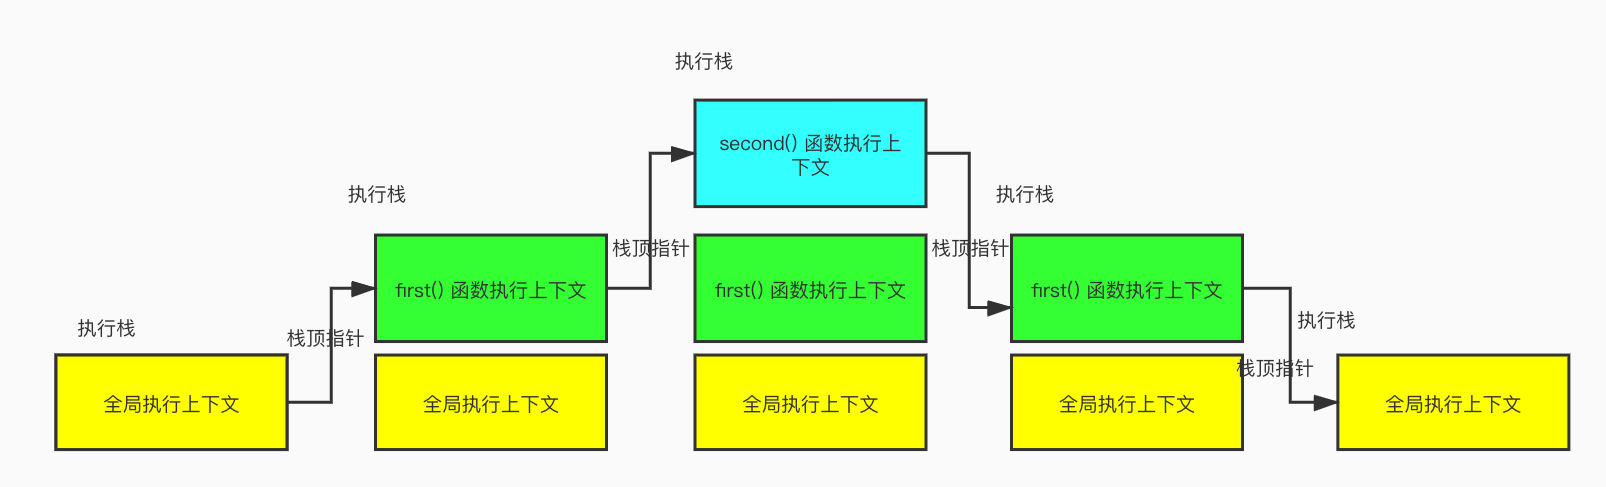 执行栈
second() 函数执行上
下文
执行栈
执行栈
栈顶指针
栈顶指针
first() 函数执行上下文
first() 函数执行上下文
first() 函数执行上下文
执行栈
执行栈
栈顶指针
栈顶指针
全局执行上下文
全局执行上下文
全局执行上下文
全局执行上下文
全局执行上下文